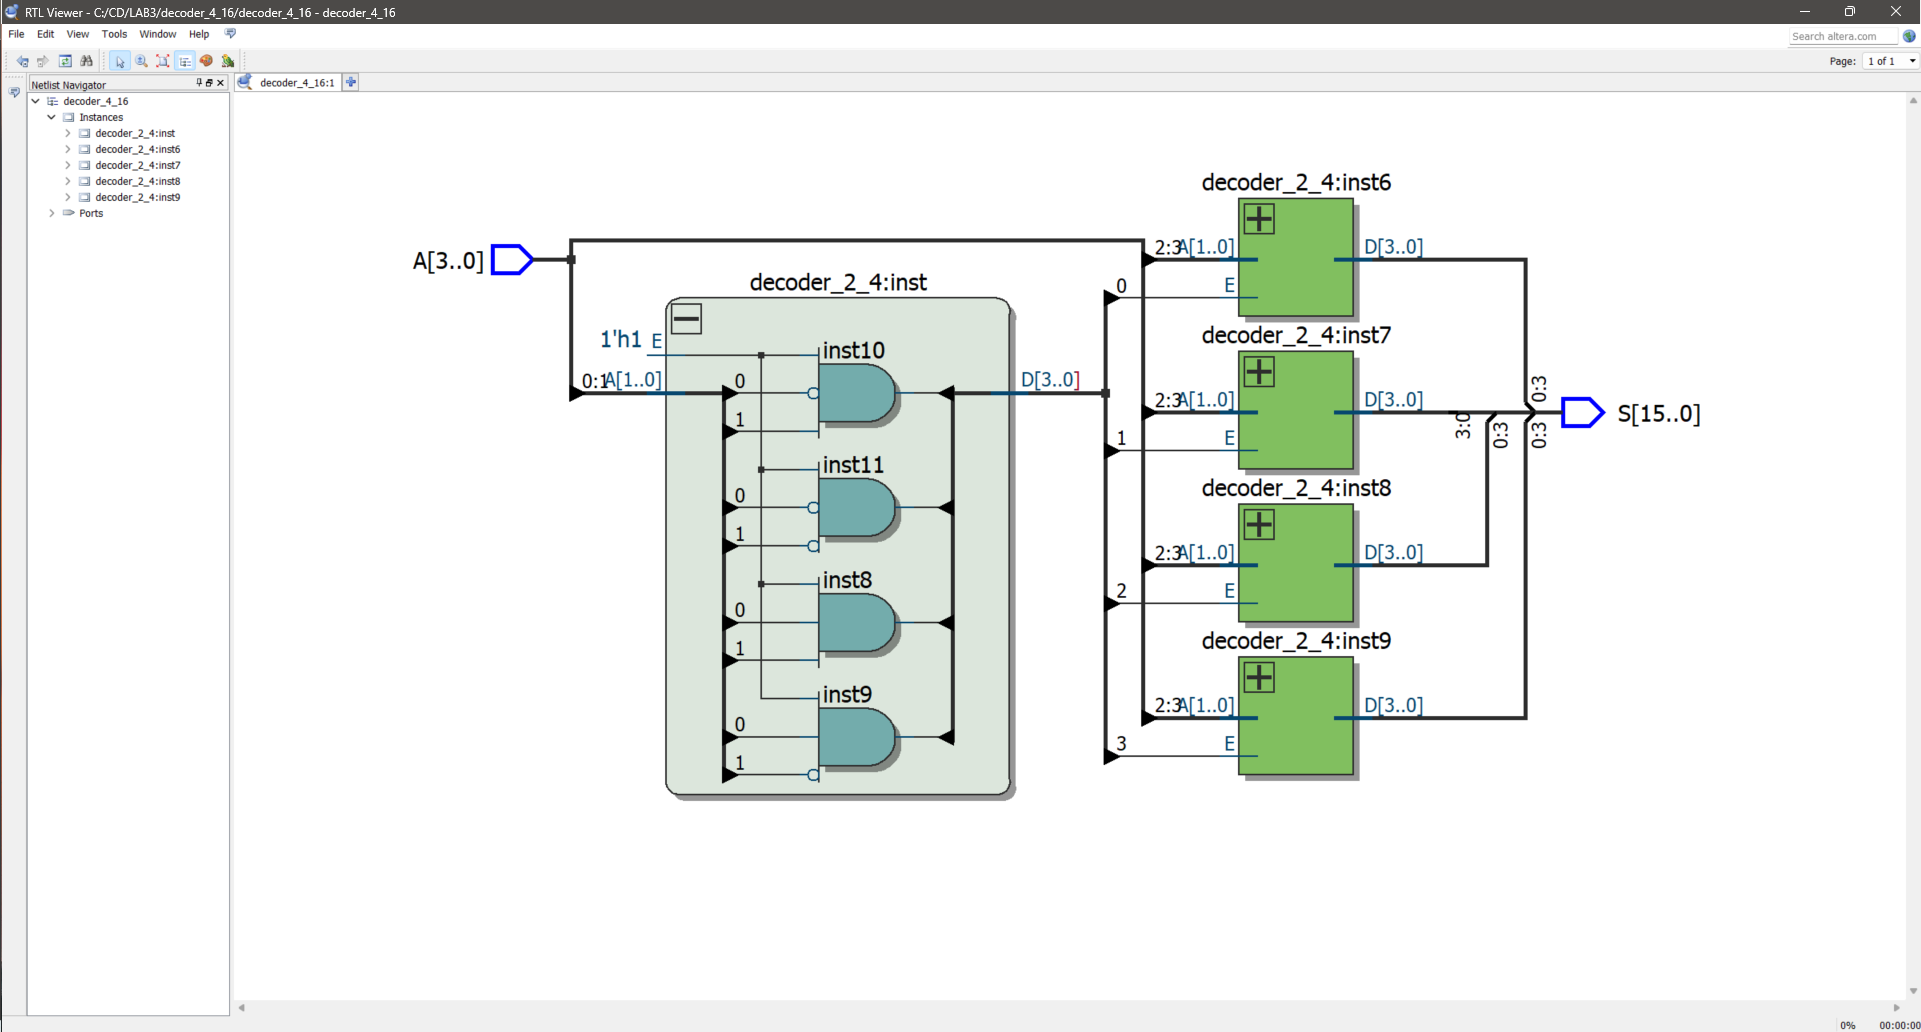 RTL Viewer - C:/CD/LAB3/decoder_4_16/decoder_4_16 - decoder_4_16
File Edit View Tools Window Help
Search altera.com
Page: 1 of 1
Netlist Navigator
decoder_4_16:1
decoder_4_16
Instances
decoder_2_4:inst
decoder_2_4:inst6
decoder_2_4:inst7
decoder_2_4:inst8
decoder_2_4:inst9
Ports
A[3..0]
decoder_2_4:inst
1'h1 E
0:1 A[1..0]
inst10
0
1
inst11
0
1
inst8
0
1
inst9
0
1
D[3..0]
decoder_2_4:inst6
2:3 A[1..0] D[3..0]
0 E
decoder_2_4:inst7
2:3 A[1..0] D[3..0]
1 E
decoder_2_4:inst8
2:3 A[1..0] D[3..0]
2 E
decoder_2_4:inst9
2:3 A[1..0] D[3..0]
3 E
0:3
3:0
0:3
0:3
S[15..0]
0% 00:00:00